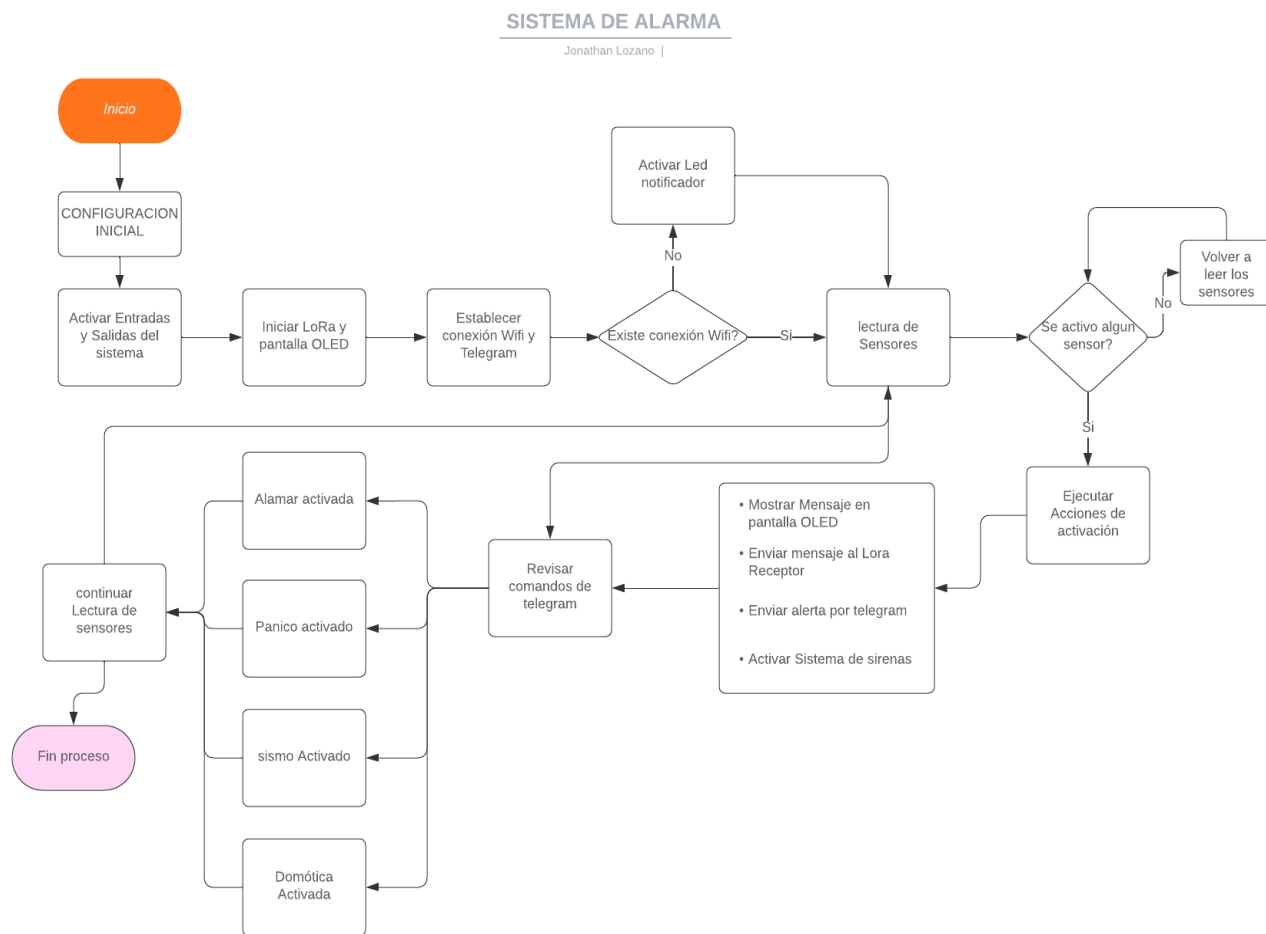 SISTEMA DE ALARMA
Jonathan Lozano |
Inicio
CONFIGURACION
INICIAL
Activar Entradas
y Salidas del
sistema
Iniciar LoRa y
pantalla OLED
Establecer
conexión Wifi y
Telegram
Existe conexión Wifi?
No
Activar Led
notificador
Si
lectura de
Sensores
Se activo algun
sensor?
No
Volver a
leer los
sensores
Si
Ejecutar
Acciones de
activación
• Mostrar Mensaje en
pantalla OLED
• Enviar mensaje al Lora
Receptor
• Enviar alerta por telegram
• Activar Sistema de sirenas
Revisar
comandos de
telegram
Alamar activada
Panico activado
sismo Activado
Domótica
Activada
continuar
Lectura de
sensores
Fin proceso